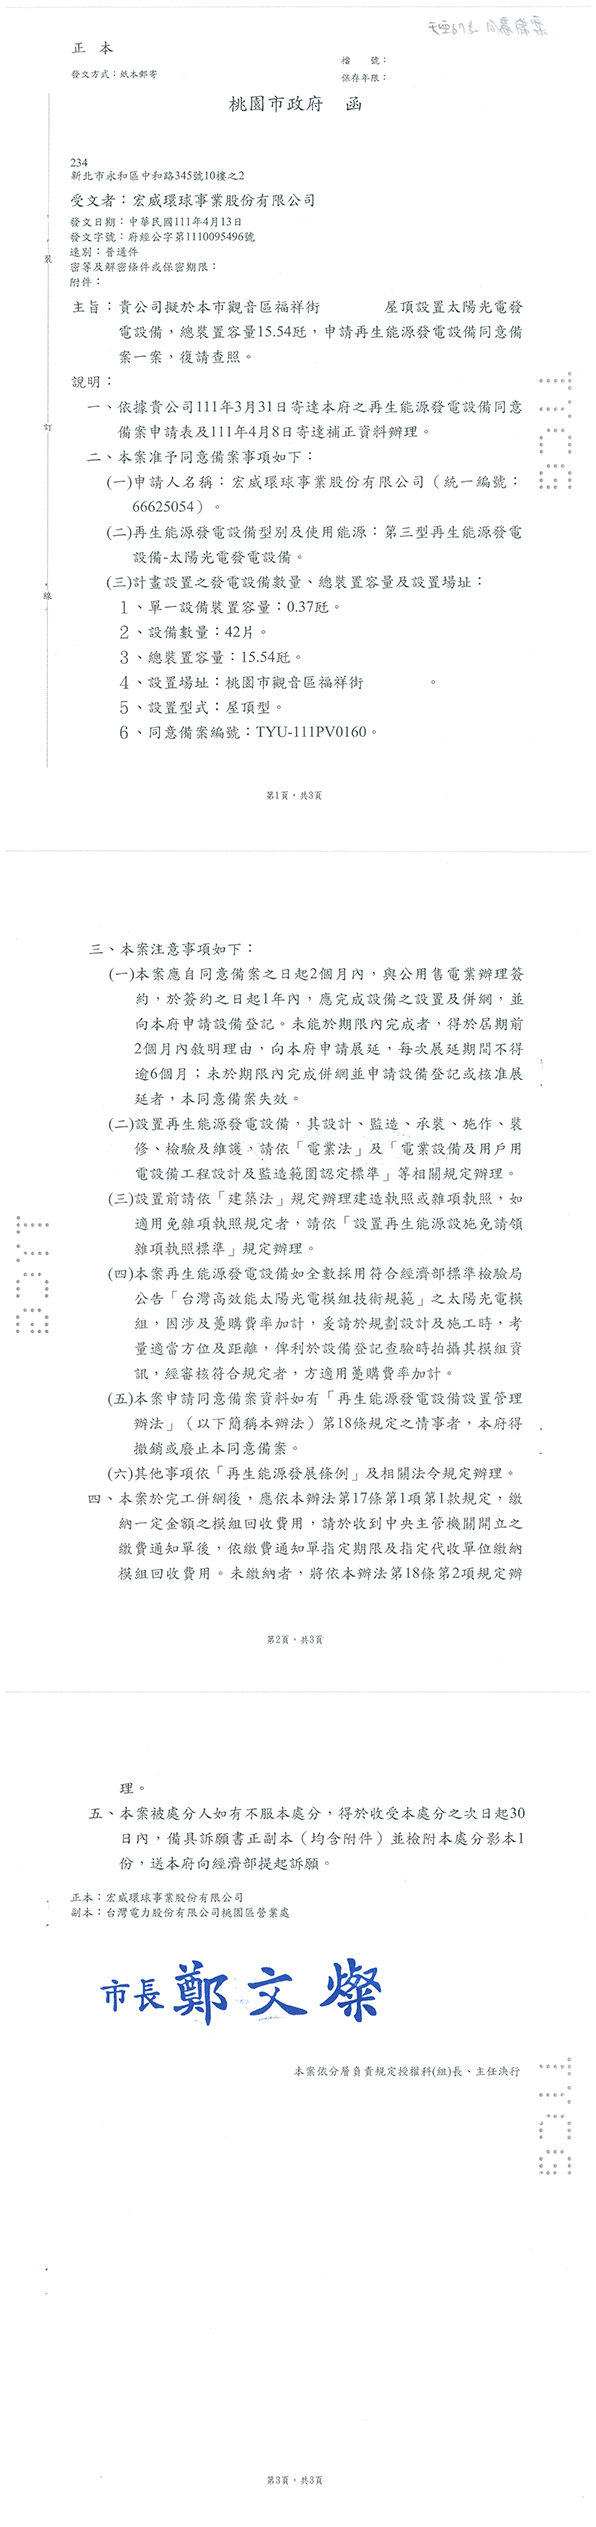 天亞67 同意備案
正 本
檔 號：
保存年限：
發文方式：紙本郵寄
桃園市政府 函
234
新北市永和區中和路345號10樓之2
受文者：宏威環球事業股份有限公司
發文日期：中華民國111年4月13日
發文字號：府經公字第1110095496號
速別：普通件
密等及解密條件或保密期限：
附件：
裝
訂
線
主旨：貴公司擬於本市觀音區福祥街 屋頂設置太陽光電發
電設備，總裝置容量15.54瓩，申請再生能源發電設備同意備
案一案，復請查照。
說明：
一、依據貴公司111年3月31日寄達本府之再生能源發電設備同意
備案申請表及111年4月8日寄達補正資料辦理。
二、本案准予同意備案事項如下：
(一)申請人名稱：宏威環球事業股份有限公司（統一編號：
66625054）。
(二)再生能源發電設備型別及使用能源：第三型再生能源發電
設備-太陽光電發電設備。
(三)計畫設置之發電設備數量、總裝置容量及設置場址：
１、單一設備裝置容量：0.37瓩。
２、設備數量：42片。
３、總裝置容量：15.54瓩。
４、設置場址：桃園市觀音區福祥街 。
５、設置型式：屋頂型。
６、同意備案編號：TYU-111PV0160。
第1頁，共3頁
三、本案注意事項如下：
(一)本案應自同意備案之日起2個月內，與公用售電業辦理簽
約，於簽約之日起1年內，應完成設備之設置及併網，並
向本府申請設備登記。未能於期限內完成者，得於屆期前
2個月內敘明理由，向本府申請展延，每次展延期間不得
逾6個月；未於期限內完成併網並申請設備登記或核准展
延者，本同意備案失效。
(二)設置再生能源發電設備，其設計、監造、承裝、施作、裝
修、檢驗及維護，請依「電業法」及「電業設備及用戶用
電設備工程設計及監造範圍認定標準」等相關規定辦理。
(三)設置前請依「建築法」規定辦理建造執照或雜項執照，如
適用免雜項執照規定者，請依「設置再生能源設施免請領
雜項執照標準」規定辦理。
(四)本案再生能源發電設備如全數採用符合經濟部標準檢驗局
公告「台灣高效能太陽光電模組技術規範」之太陽光電模
組，因涉及躉購費率加計，妥請於規劃設計及施工時，考
量適當方位及距離，俾利於設備登記查驗時拍攝其模組資
訊，經審核符合規定者，方適用躉購費率加計。
(五)本案申請同意備案資料如有「再生能源發電設備設置管理
辦法」（以下簡稱本辦法）第18條規定之情事者，本府得
撤銷或廢止本同意備案。
(六)其他事項依「再生能源發展條例」及相關法令規定辦理。
四、本案於完工併網後，應依本辦法第17條第1項第1款規定，繳
納一定金額之模組回收費用，請於收到中央主管機關開立之
繳費通知單後，依繳費通知單指定期限及指定代收單位繳納
模組回收費用。未繳納者，將依本辦法第18條第2項規定辦
第2頁，共3頁
理。
五、本案被處分人如有不服本處分，得於收受本處分之次日起30
日內，備具訴願書正副本（均含附件）並檢附本處分影本1
份，送本府向經濟部提起訴願。
正本：宏威環球事業股份有限公司
副本：台灣電力股份有限公司桃園區營業處
市長 鄭文燦
本案依分層負責規定授權科(組)長、主任決行
第3頁，共3頁